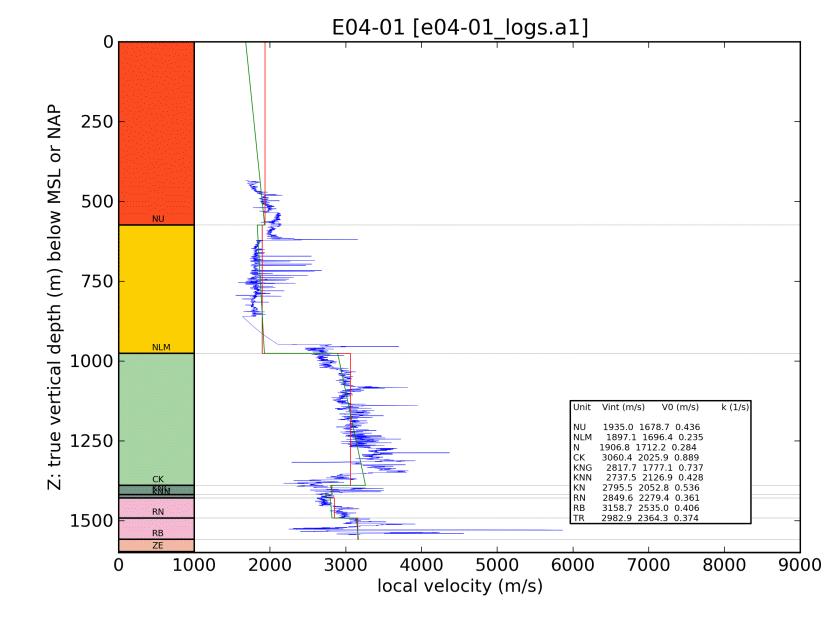 E04-01 [e04-01_logs.a1]
Z: true vertical depth (m) below MSL or NAP
0
250
500
NU
750
NLM
1000
Unit Vint (m/s) V0 (m/s) k (1/s)
NU 1935.0 1678.7 0.436
NLM 1897.1 1696.4 0.235
N 1906.8 1712.2 0.284
1250
CK 3060.4 2025.9 0.889
KNG 2817.7 1777.1 0.737
CK
KNN 2737.5 2126.9 0.428
KNN
KN 2795.5 2052.8 0.536
RN 2849.6 2279.4 0.361
RN
RB 3158.7 2535.0 0.406
1500
TR 2982.9 2364.3 0.374
RB
ZE
0 1000 2000 3000 4000 5000 6000 7000 8000 9000
local velocity (m/s)